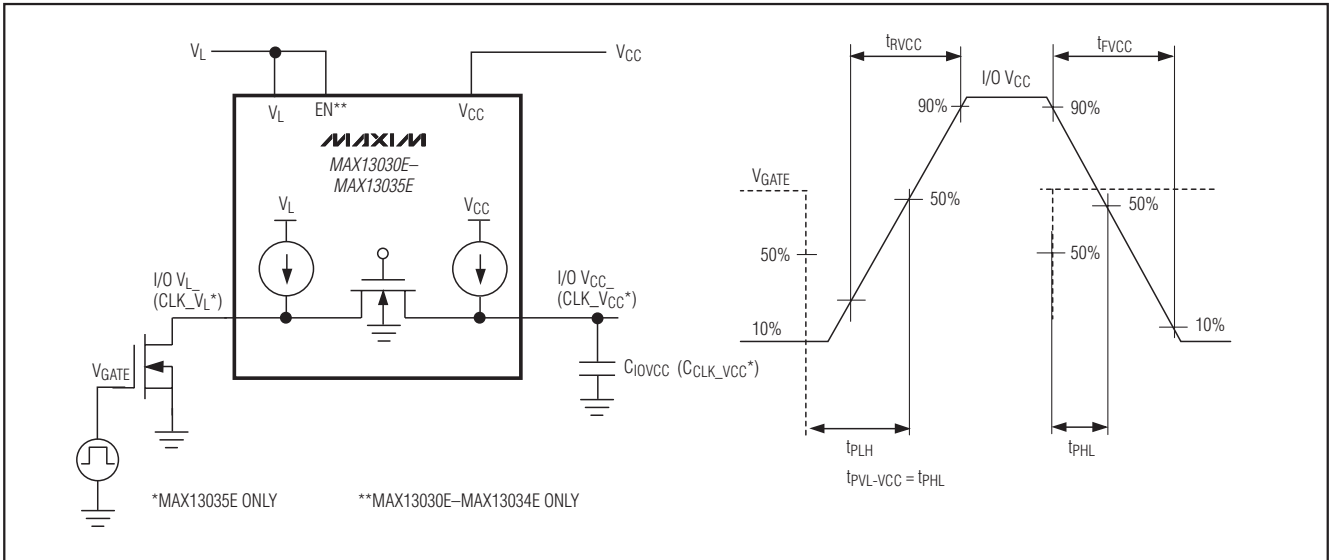 VL
VCC
VL
EN**
VCC
MAXIM
MAX13030E–
MAX13035E
VL
VCC
I/O VL_
(CLK_VL*)
I/O VCC_
(CLK_VCC*)
VGATE
CIOVCC (CCLK_VCC*)
*MAX13035E ONLY
**MAX13030E–MAX13034E ONLY
tRVCC
tFVCC
I/O VCC
90%
90%
VGATE
50%
50%
50%
50%
10%
10%
tPLH
tPHL
tPVL-VCC = tPHL